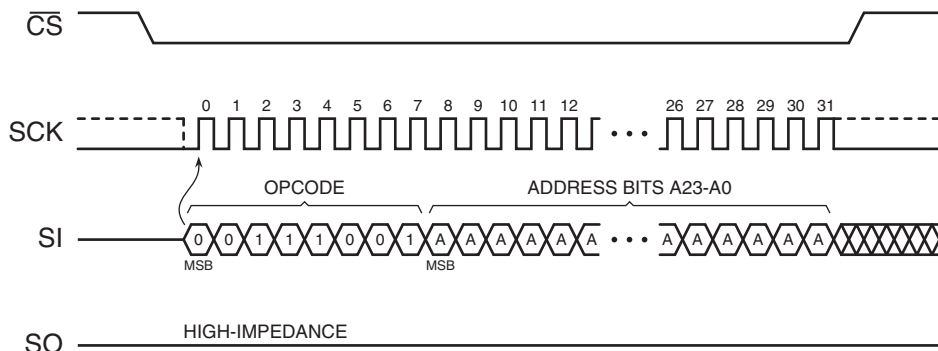 CS
0 1 2 3 4 5 6 7 8 9 10 11 12 26 27 28 29 30 31
SCK
OPCODE ADDRESS BITS A23-A0
SI 0 0 1 1 1 0 0 1 A A A A A A A A A A A A
MSB MSB
HIGH-IMPEDANCE
SO